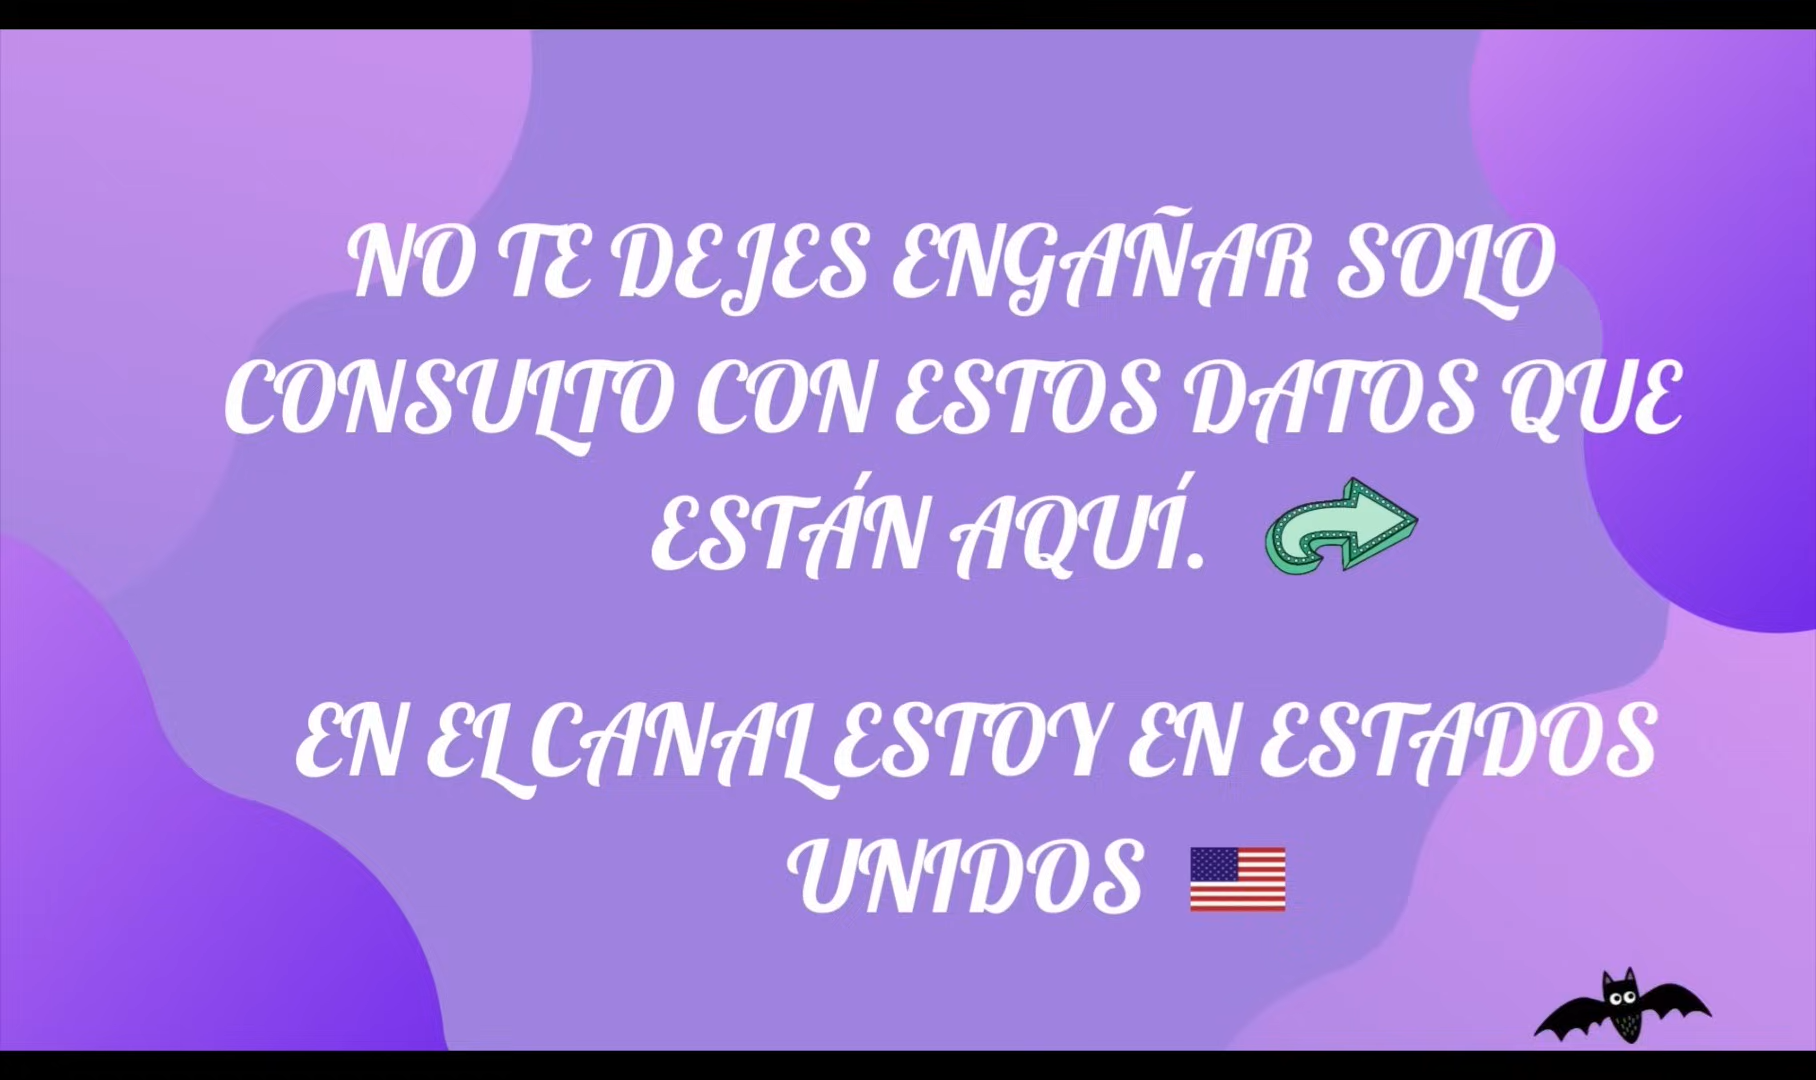 NO TE DEJES ENGAÑAR SOLO
CONSULTO CON ESTOS DATOS QUE
ESTÁN AQUÍ.
EN EL CANAL ESTOY EN ESTADOS
UNIDOS